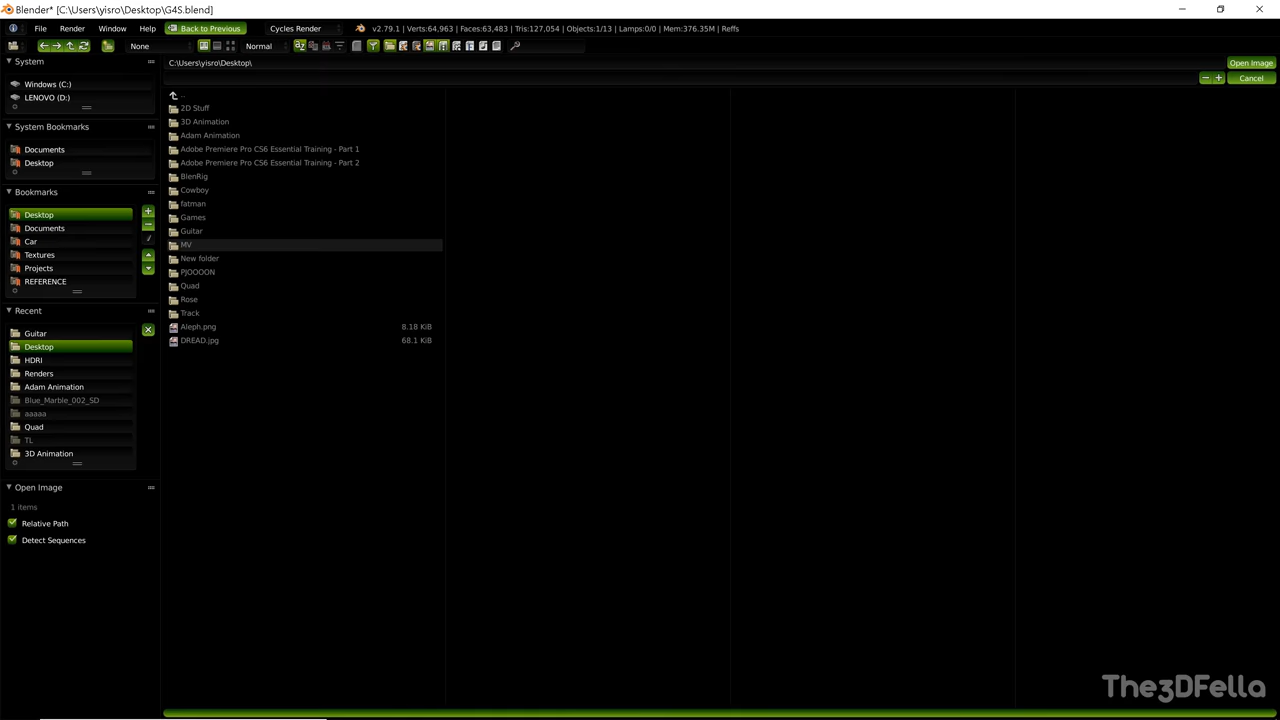 Blender* [C:\Users\yisro\Desktop\G4S.blend]
File Render Window Help Back to Previous Cycles Render v2.79.1 | Verts:64,963 | Faces:63,483 | Tris:127,054 | Objects:1/13 | Lamps:0/0 | Mem:376.35M | Reffs
None Normal
System
Windows (C:)
LENOVO (D:)
System Bookmarks
Documents
Desktop
Bookmarks
Desktop
Documents
Car
Textures
Projects
REFERENCE
Recent
Guitar
Desktop
HDRI
Renders
Adam Animation
Blue_Marble_002_SD
aaaaa
Quad
TL
3D Animation
Open Image
1 items
Relative Path
Detect Sequences
C:\Users\yisro\Desktop\
Open Image
Cancel
..
2D Stuff
3D Animation
Adam Animation
Adobe Premiere Pro CS6 Essential Training - Part 1
Adobe Premiere Pro CS6 Essential Training - Part 2
BlenRig
Cowboy
fatman
Games
Guitar
MV
New folder
PJOOOON
Quad
Rose
Track
Aleph.png 8.18 KiB
DREAD.jpg 68.1 KiB
The3DFella